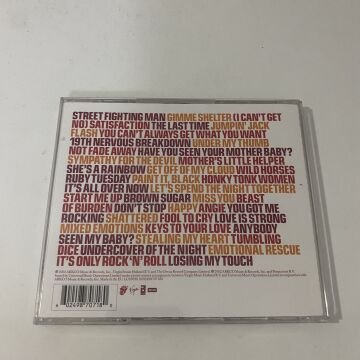 STREET FIGHTING MAN GIMME SHELTER (I CAN'T GET
NO) SATISFACTION THE LAST TIME JUMPIN' JACK
FLASH YOU CAN'T ALWAYS GET WHAT YOU WANT
19TH NERVOUS BREAKDOWN UNDER MY THUMB
NOT FADE AWAY HAVE YOU SEEN YOUR MOTHER BABY?
SYMPATHY FOR THE DEVIL MOTHER'S LITTLE HELPER
SHE'S A RAINBOW GET OFF OF MY CLOUD WILD HORSES
RUBY TUESDAY PAINT IT, BLACK HONKY TONK WOMEN
IT'S ALL OVER NOW LET'S SPEND THE NIGHT TOGETHER
START ME UP BROWN SUGAR MISS YOU BEAST
OF BURDEN DON'T STOP HAPPY ANGIE YOU GOT ME
ROCKING SHATTERED FOOL TO CRY LOVE IS STRONG
MIXED EMOTIONS KEYS TO YOUR LOVE ANYBODY
SEEN MY BABY? STEALING MY HEART TUMBLING
DICE UNDERCOVER OF THE NIGHT EMOTIONAL RESCUE
IT'S ONLY ROCK 'N' ROLL LOSING MY TOUCH
Virgin